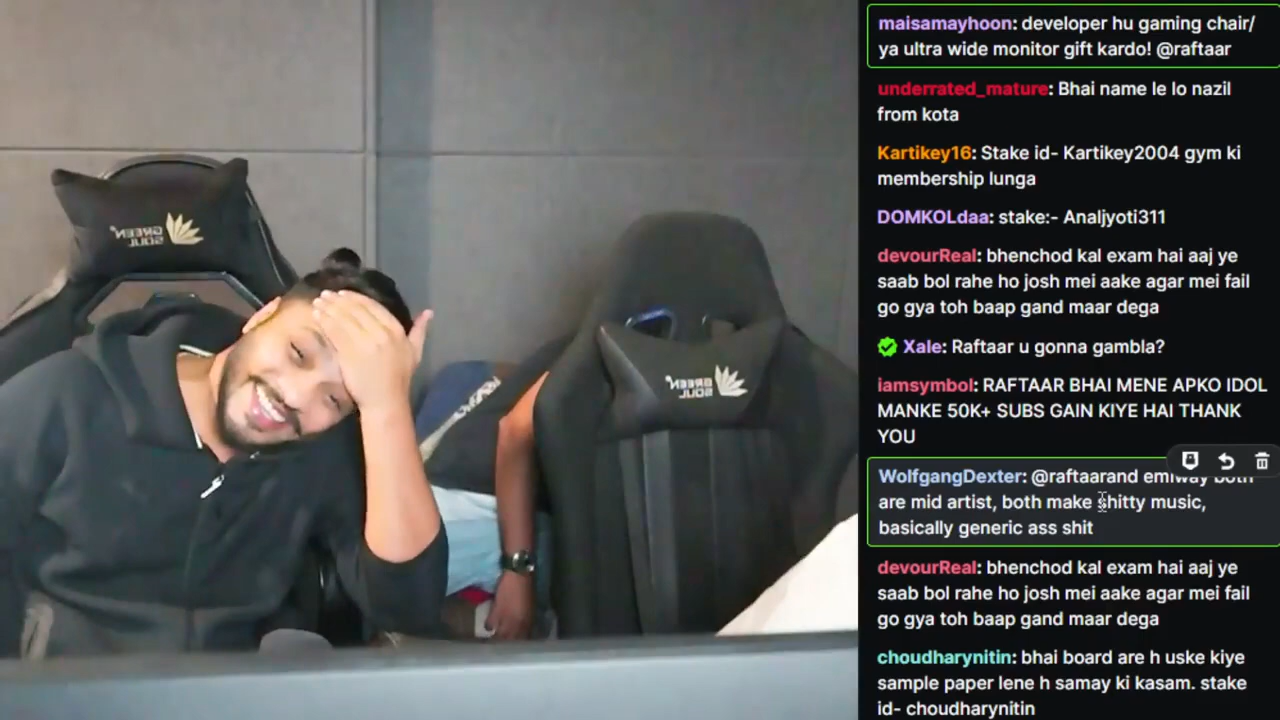 GREEN
SOUL
GREEN
SOUL
maisamayhoon: developer hu gaming chair/
ya ultra wide monitor gift kardo! @raftaar
underrated_mature: Bhai name le lo nazil
from kota
Kartikey16: Stake id- Kartikey2004 gym ki
membership lunga
DOMKOLdaa: stake:- Analjyoti311
devourReal: bhenchod kal exam hai aaj ye
saab bol rahe ho josh mei aake agar mei fail
go gya toh baap gand maar dega
Xale: Raftaar u gonna gambla?
iamsymbol: RAFTAAR BHAI MENE APKO IDOL
MANKE 50K+ SUBS GAIN KIYE HAI THANK
YOU
WolfgangDexter: @raftaarand emiway both
are mid artist, both make shitty music,
basically generic ass shit
devourReal: bhenchod kal exam hai aaj ye
saab bol rahe ho josh mei aake agar mei fail
go gya toh baap gand maar dega
choudharynitin: bhai board are h uske kiye
sample paper lene h samay ki kasam. stake
id- choudharynitin